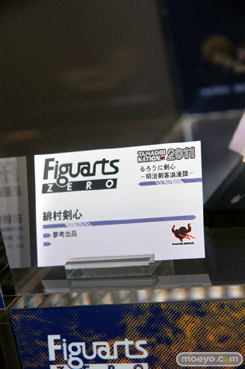 Figuarts
ZERO
TAMASHII
NATION
2011
るろうに剣心
-明治剣客浪漫譚-
緋村剣心
参考出品
Figuarts
moeyo.com